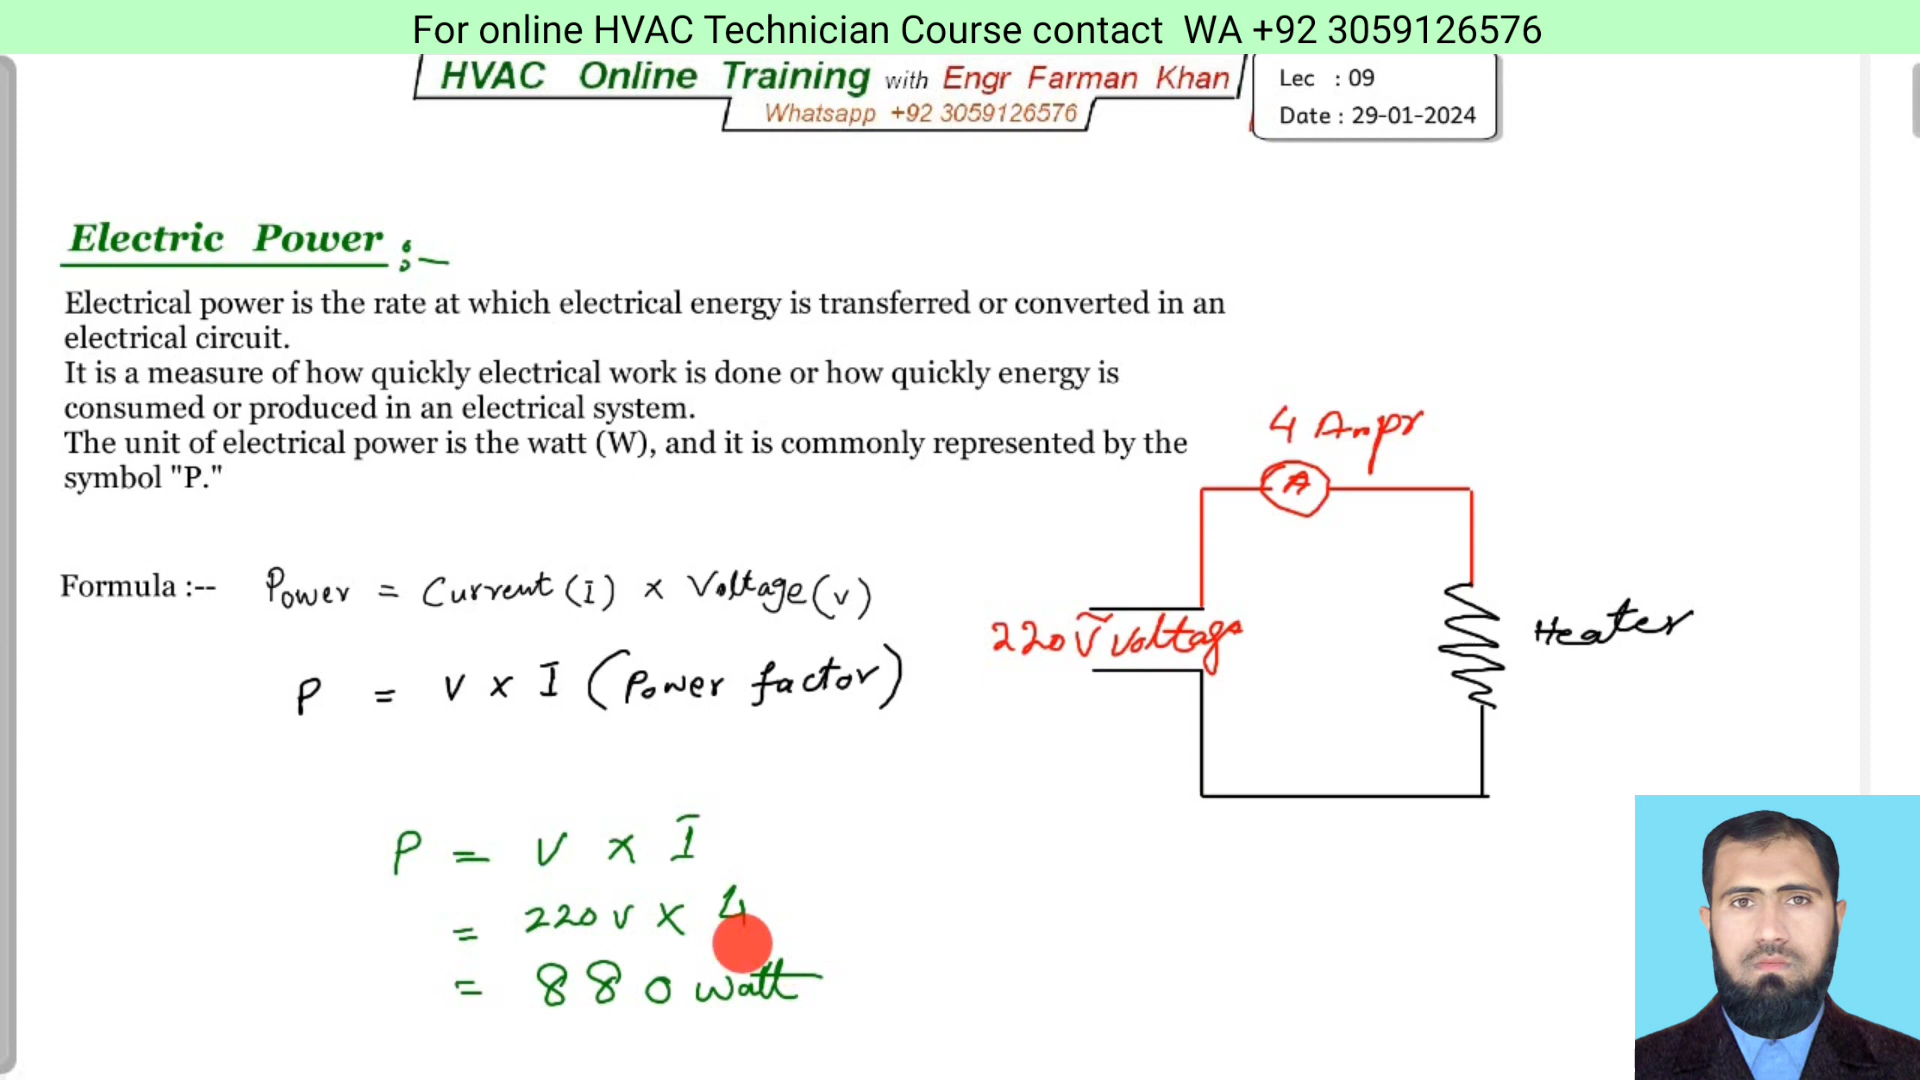 For online HVAC Technician Course contact WA +92 3059126576
HVAC Online Training with Engr Farman Khan
Whatsapp +92 3059126576
Lec : 09
Date : 29-01-2024
Electric Power :-
Electrical power is the rate at which electrical energy is transferred or converted in an
electrical circuit.
It is a measure of how quickly electrical work is done or how quickly energy is
consumed or produced in an electrical system.
The unit of electrical power is the watt (W), and it is commonly represented by the
symbol "P."
Formula :-- Power = Current (I) x Voltage (v)
P = V x I (Power factor)
4 Ampr
A
220 V voltage
Heater
P = V x I
= 220 V x 4
= 880 watt